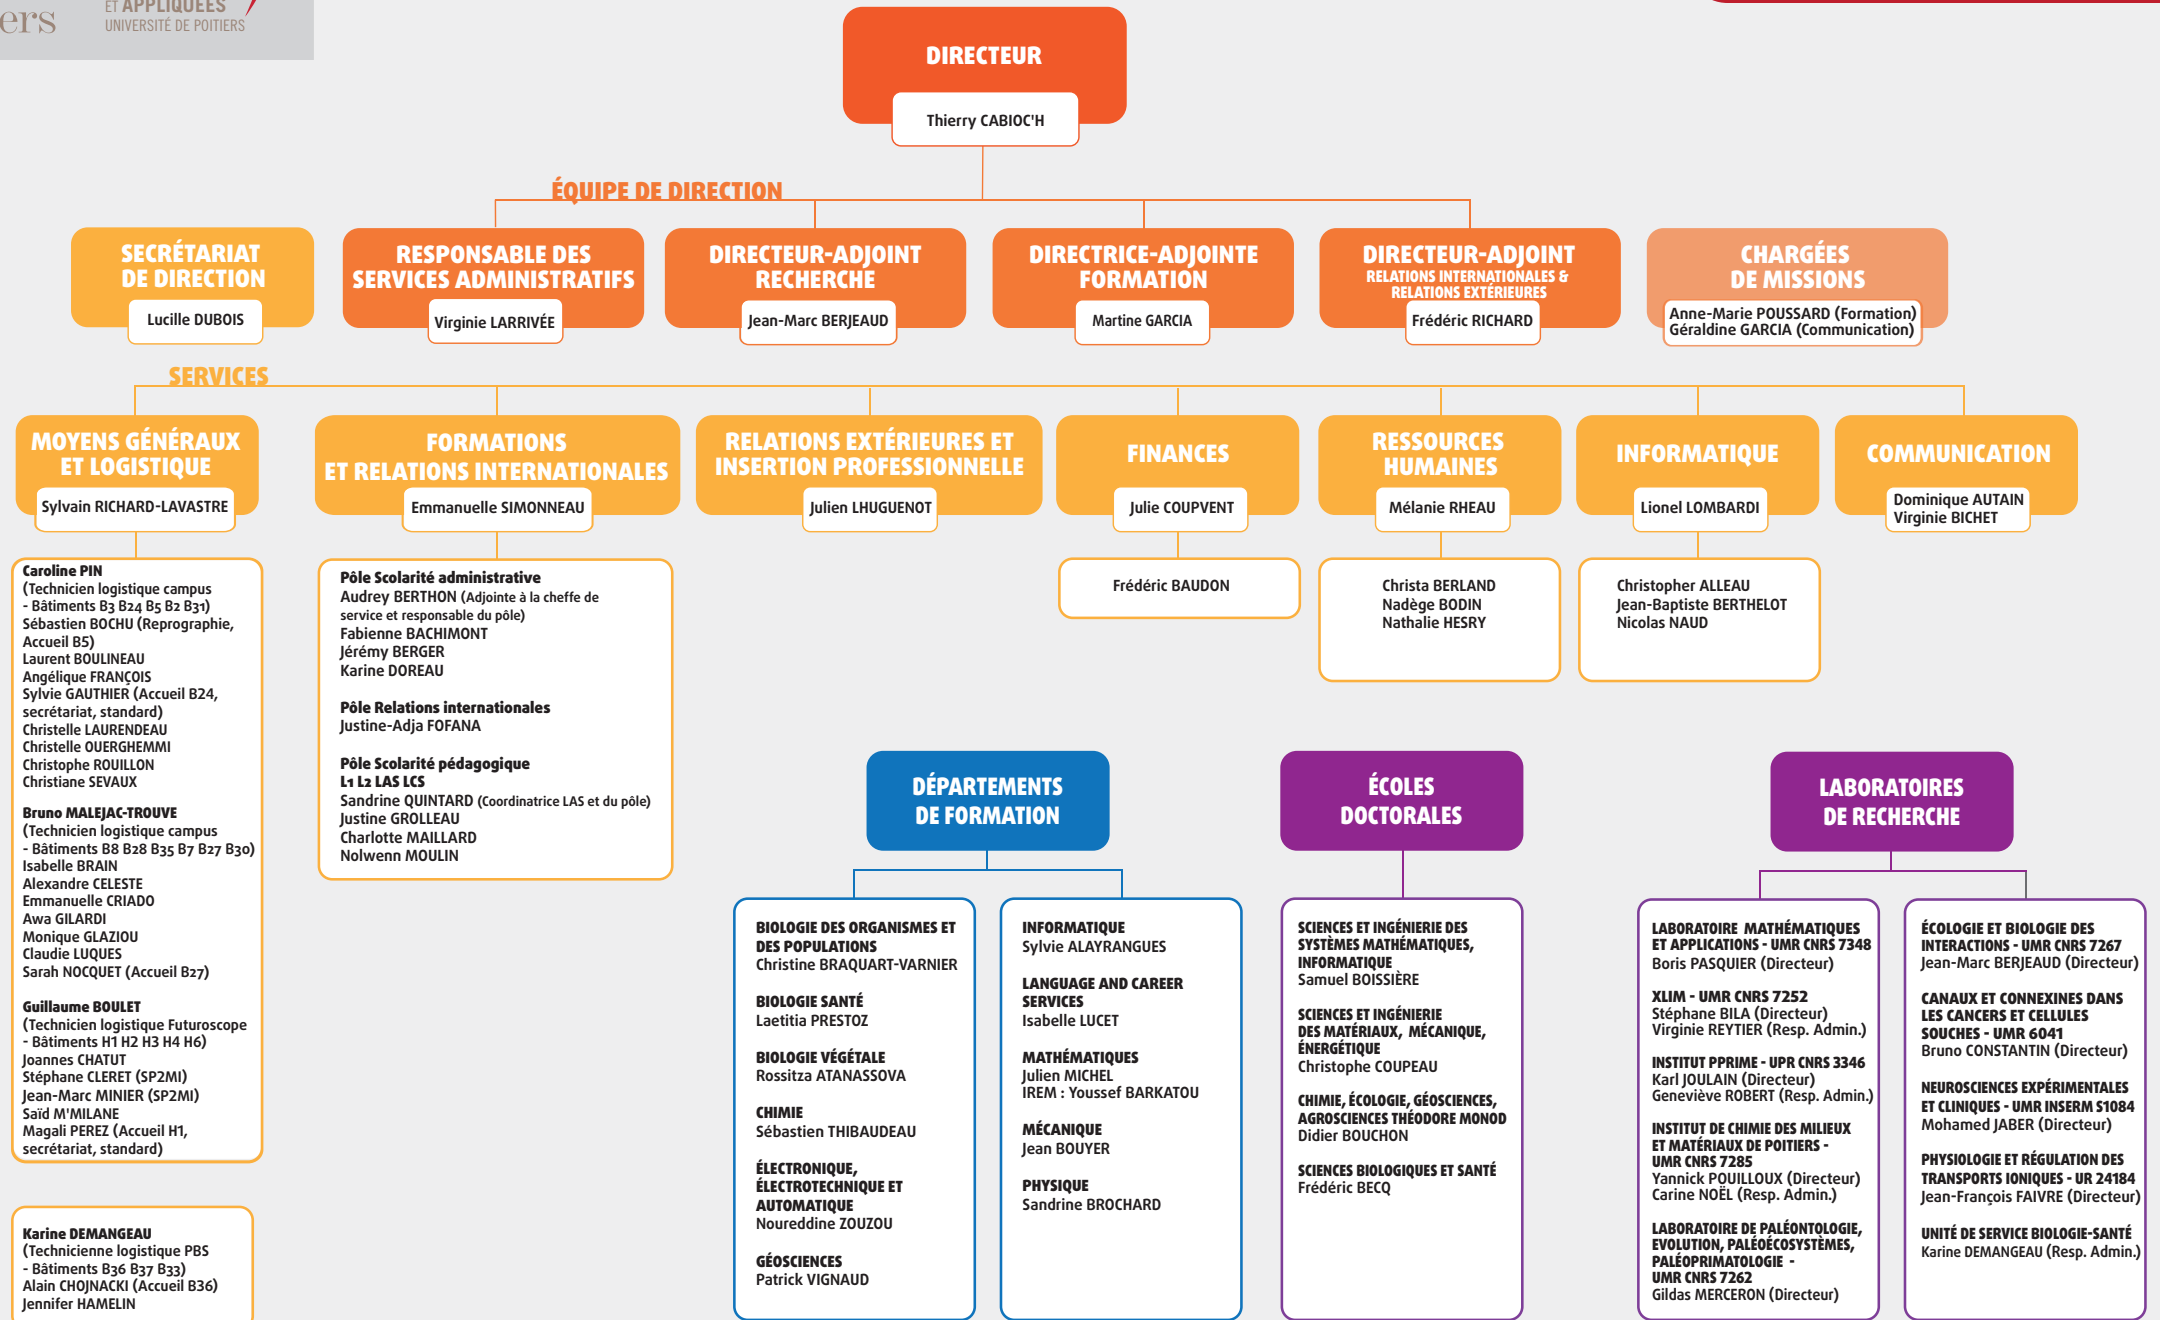 ers
ET APPLIQUÉES
UNIVERSITÉ DE POITIERS
DIRECTEUR
Thierry CABIOC'H
ÉQUIPE DE DIRECTION
SECRÉTARIAT
DE DIRECTION
Lucille DUBOIS
RESPONSABLE DES
SERVICES ADMINISTRATIFS
Virginie LARRIVÉE
DIRECTEUR-ADJOINT
RECHERCHE
Jean-Marc BERJEAUD
DIRECTRICE-ADJOINTE
FORMATION
Martine GARCIA
DIRECTEUR-ADJOINT
RELATIONS INTERNATIONALES &
RELATIONS EXTÉRIEURES
Frédéric RICHARD
CHARGÉES
DE MISSIONS
Anne-Marie POUSSARD (Formation)
Géraldine GARCIA (Communication)
SERVICES
MOYENS GÉNÉRAUX
ET LOGISTIQUE
Sylvain RICHARD-LAVASTRE
FORMATIONS
ET RELATIONS INTERNATIONALES
Emmanuelle SIMONNEAU
RELATIONS EXTÉRIEURES ET
INSERTION PROFESSIONNELLE
Julien LHUGUENOT
FINANCES
Julie COUPVENT
RESSOURCES
HUMAINES
Mélanie RHEAU
INFORMATIQUE
Lionel LOMBARDI
COMMUNICATION
Dominique AUTAIN
Virginie BICHET
Caroline PIN
(Technicien logistique campus
- Bâtiments B3 B24 B5 B2 B31)
Sébastien BOCHU (Reprographie,
Accueil B5)
Laurent BOULINEAU
Angélique FRANÇOIS
Sylvie GAUTHIER (Accueil B24,
secrétariat, standard)
Christelle LAURENDEAU
Christelle OUERGHEMMI
Christophe ROUILLON
Christiane SEVAUX
Bruno MALEJAC-TROUVE
(Technicien logistique campus
- Bâtiments B8 B28 B35 B7 B27 B30)
Isabelle BRAIN
Alexandre CELESTE
Emmanuelle CRIADO
Awa GILARDI
Monique GLAZIOU
Claudie LUQUES
Sarah NOCQUET (Accueil B27)
Guillaume BOULET
(Technicien logistique Futuroscope
- Bâtiments H1 H2 H3 H4 H6)
Joannes CHATUT
Stéphane CLERET (SP2MI)
Jean-Marc MINIER (SP2MI)
Saïd M'MILANE
Magali PEREZ (Accueil H1,
secrétariat, standard)
Karine DEMANGEAU
(Technicienne logistique PBS
- Bâtiments B36 B37 B33)
Alain CHOJNACKI (Accueil B36)
Jennifer HAMELIN
Pôle Scolarité administrative
Audrey BERTHON (Adjointe à la cheffe de
service et responsable du pôle)
Fabienne BACHIMONT
Jérémy BERGER
Karine DOREAU
Pôle Relations internationales
Justine-Adja FOFANA
Pôle Scolarité pédagogique
L1 L2 LAS LCS
Sandrine QUINTARD (Coordinatrice LAS et du pôle)
Justine GROLLEAU
Charlotte MAILLARD
Nolwenn MOULIN
Frédéric BAUDON
Christa BERLAND
Nadège BODIN
Nathalie HESRY
Christopher ALLEAU
Jean-Baptiste BERTHELOT
Nicolas NAUD
DÉPARTEMENTS
DE FORMATION
BIOLOGIE DES ORGANISMES ET
DES POPULATIONS
Christine BRAQUART-VARNIER
BIOLOGIE SANTÉ
Laetitia PRESTOZ
BIOLOGIE VÉGÉTALE
Rossitza ATANASSOVA
CHIMIE
Sébastien THIBAUDEAU
ÉLECTRONIQUE,
ÉLECTROTECHNIQUE ET
AUTOMATIQUE
Noureddine ZOUZOU
GÉOSCIENCES
Patrick VIGNAUD
INFORMATIQUE
Sylvie ALAYRANGUES
LANGUAGE AND CAREER
SERVICES
Isabelle LUCET
MATHÉMATIQUES
Julien MICHEL
IREM : Youssef BARKATOU
MÉCANIQUE
Jean BOUYER
PHYSIQUE
Sandrine BROCHARD
ÉCOLES
DOCTORALES
SCIENCES ET INGÉNIERIE DES
SYSTÈMES MATHÉMATIQUES,
INFORMATIQUE
Samuel BOISSIÈRE
SCIENCES ET INGÉNIERIE
DES MATÉRIAUX, MÉCANIQUE,
ÉNERGÉTIQUE
Christophe COUPEAU
CHIMIE, ÉCOLOGIE, GÉOSCIENCES,
AGROSCIENCES THÉODORE MONOD
Didier BOUCHON
SCIENCES BIOLOGIQUES ET SANTÉ
Frédéric BECQ
LABORATOIRES
DE RECHERCHE
LABORATOIRE MATHÉMATIQUES
ET APPLICATIONS - UMR CNRS 7348
Boris PASQUIER (Directeur)
XLIM - UMR CNRS 7252
Stéphane BILA (Directeur)
Virginie REYTIER (Resp. Admin.)
INSTITUT PPRIME - UPR CNRS 3346
Karl JOULAIN (Directeur)
Geneviève ROBERT (Resp. Admin.)
INSTITUT DE CHIMIE DES MILIEUX
ET MATÉRIAUX DE POITIERS -
UMR CNRS 7285
Yannick POUILLOUX (Directeur)
Carine NOËL (Resp. Admin.)
LABORATOIRE DE PALÉONTOLOGIE,
EVOLUTION, PALÉOÉCOSYSTÈMES,
PALÉOPRIMATOLOGIE -
UMR CNRS 7262
Gildas MERCERON (Directeur)
ÉCOLOGIE ET BIOLOGIE DES
INTERACTIONS - UMR CNRS 7267
Jean-Marc BERJEAUD (Directeur)
CANAUX ET CONNEXINES DANS
LES CANCERS ET CELLULES
SOUCHES - UMR 6041
Bruno CONSTANTIN (Directeur)
NEUROSCIENCES EXPÉRIMENTALES
ET CLINIQUES - UMR INSERM S1084
Mohamed JABER (Directeur)
PHYSIOLOGIE ET RÉGULATION DES
TRANSPORTS IONIQUES - UR 24184
Jean-François FAIVRE (Directeur)
UNITÉ DE SERVICE BIOLOGIE-SANTÉ
Karine DEMANGEAU (Resp. Admin.)